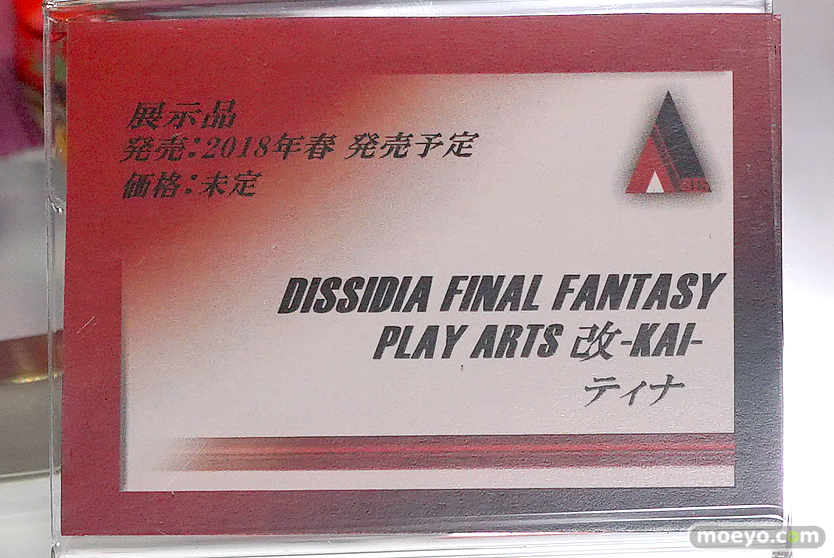 展示品
発売:2018年春 発売予定
価格:未定
DISSIDIA FINAL FANTASY
PLAY ARTS 改-KAI-
ティナ
moeyo.com